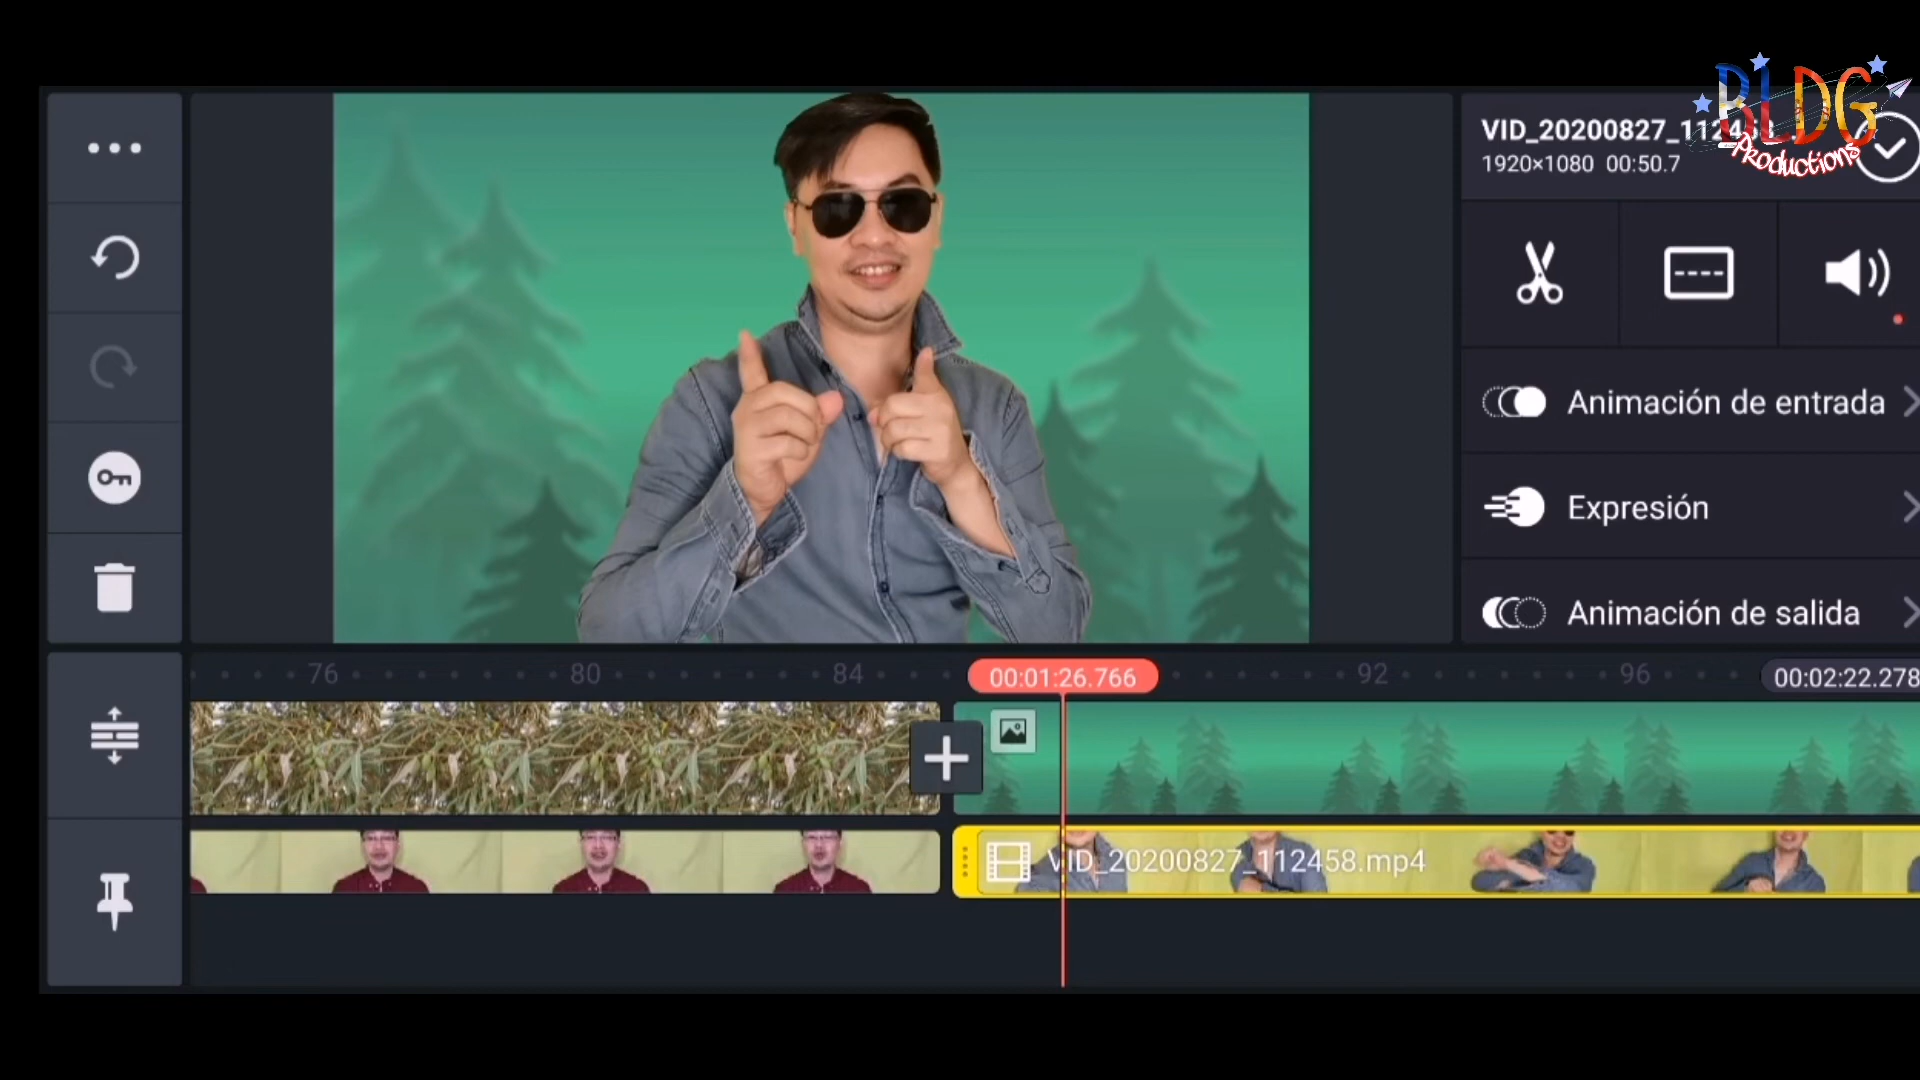 BLDG
Productions
VID_20200827_112458...
1920×1080 00:50.7
Animación de entrada
Expresión
Animación de salida
76
80
84
00:01:26.766
92
96
00:02:22.278
VID_20200827_112458.mp4